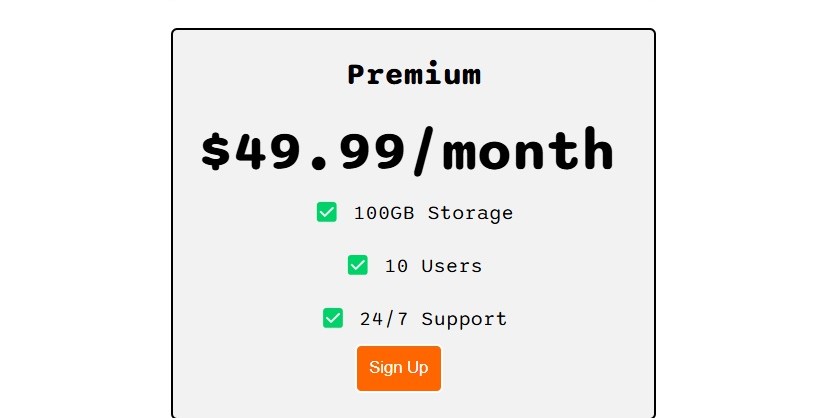 Premium
$49.99/month
100GB Storage
10 Users
24/7 Support
Sign Up